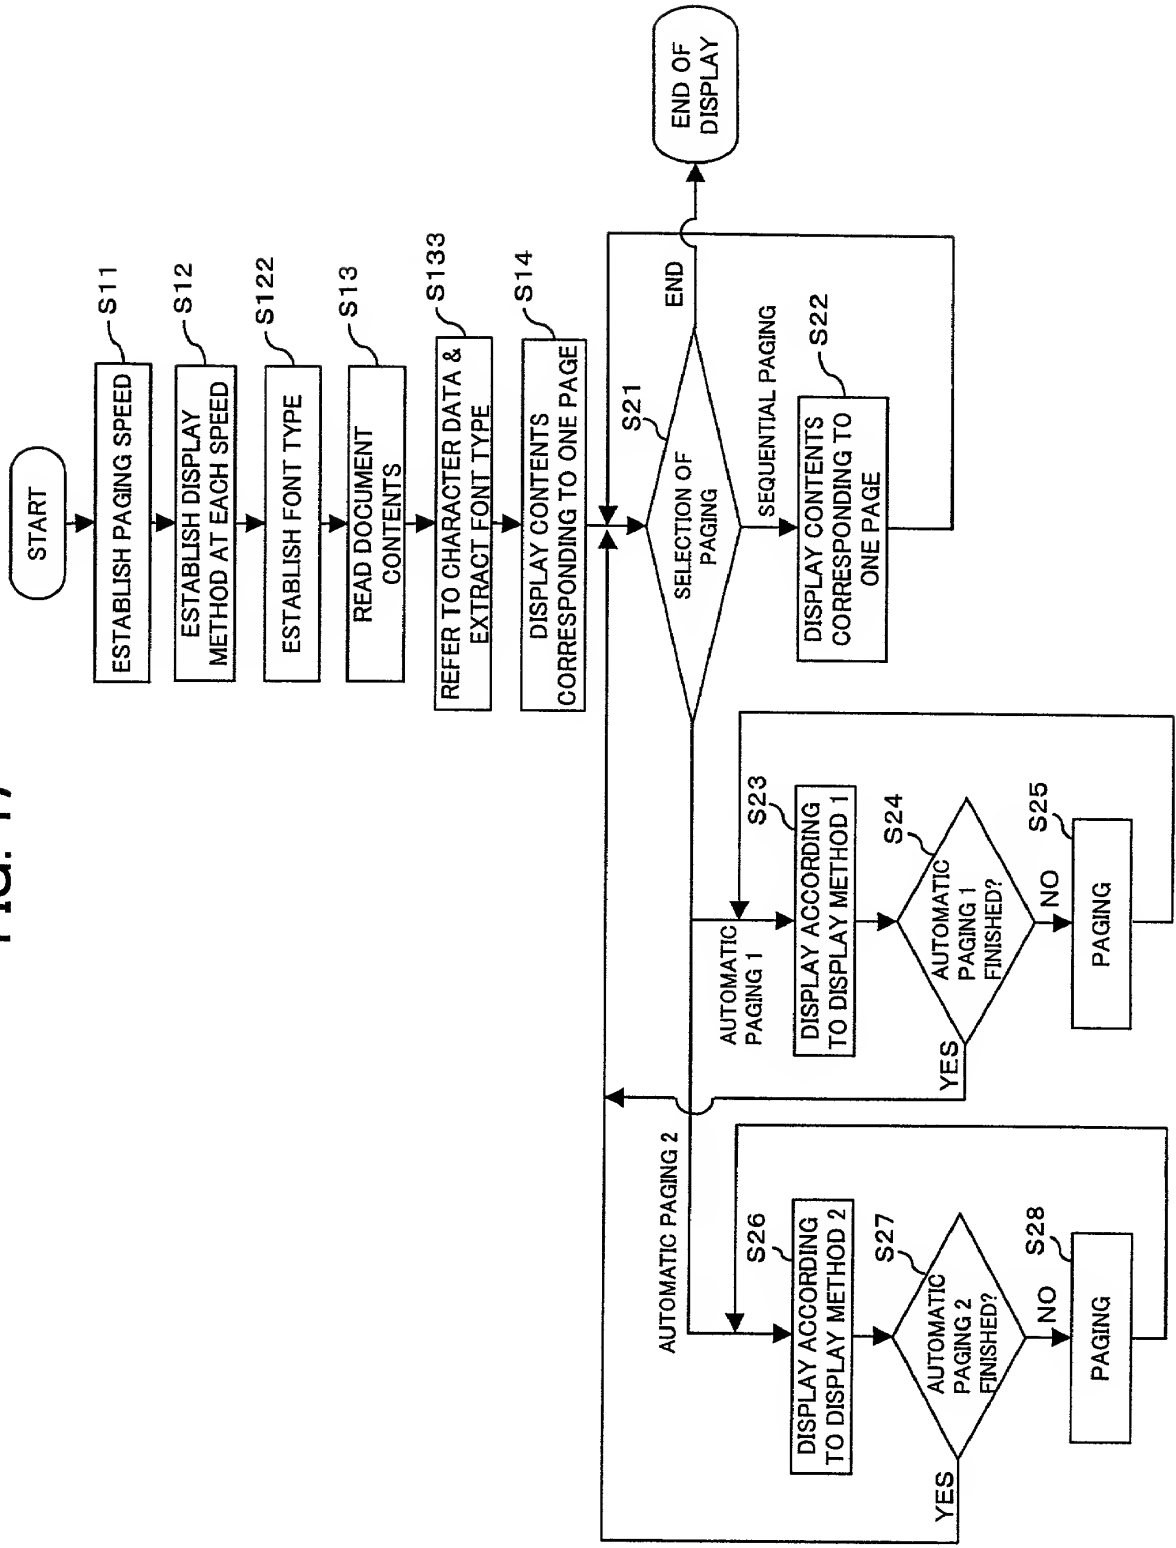 START
ESTABLISH PAGING SPEED
S11
ESTABLISH DISPLAY
METHOD AT EACH SPEED
S12
ESTABLISH FONT TYPE
S122
READ DOCUMENT
CONTENTS
S13
REFER TO CHARACTER DATA &
EXTRACT FONT TYPE
S133
DISPLAY CONTENTS
CORRESPONDING TO ONE PAGE
S14
SELECTION OF
PAGING
S21
END
END OF
DISPLAY
SEQUENTIAL PAGING
DISPLAY CONTENTS
CORRESPONDING TO
ONE PAGE
S22
AUTOMATIC
PAGING 1
DISPLAY ACCORDING
TO DISPLAY METHOD 1
S23
AUTOMATIC
PAGING 1
FINISHED?
S24
YES
NO
PAGING
S25
AUTOMATIC PAGING 2
DISPLAY ACCORDING
TO DISPLAY METHOD 2
S26
AUTOMATIC
PAGING 2
FINISHED?
S27
YES
NO
PAGING
S28